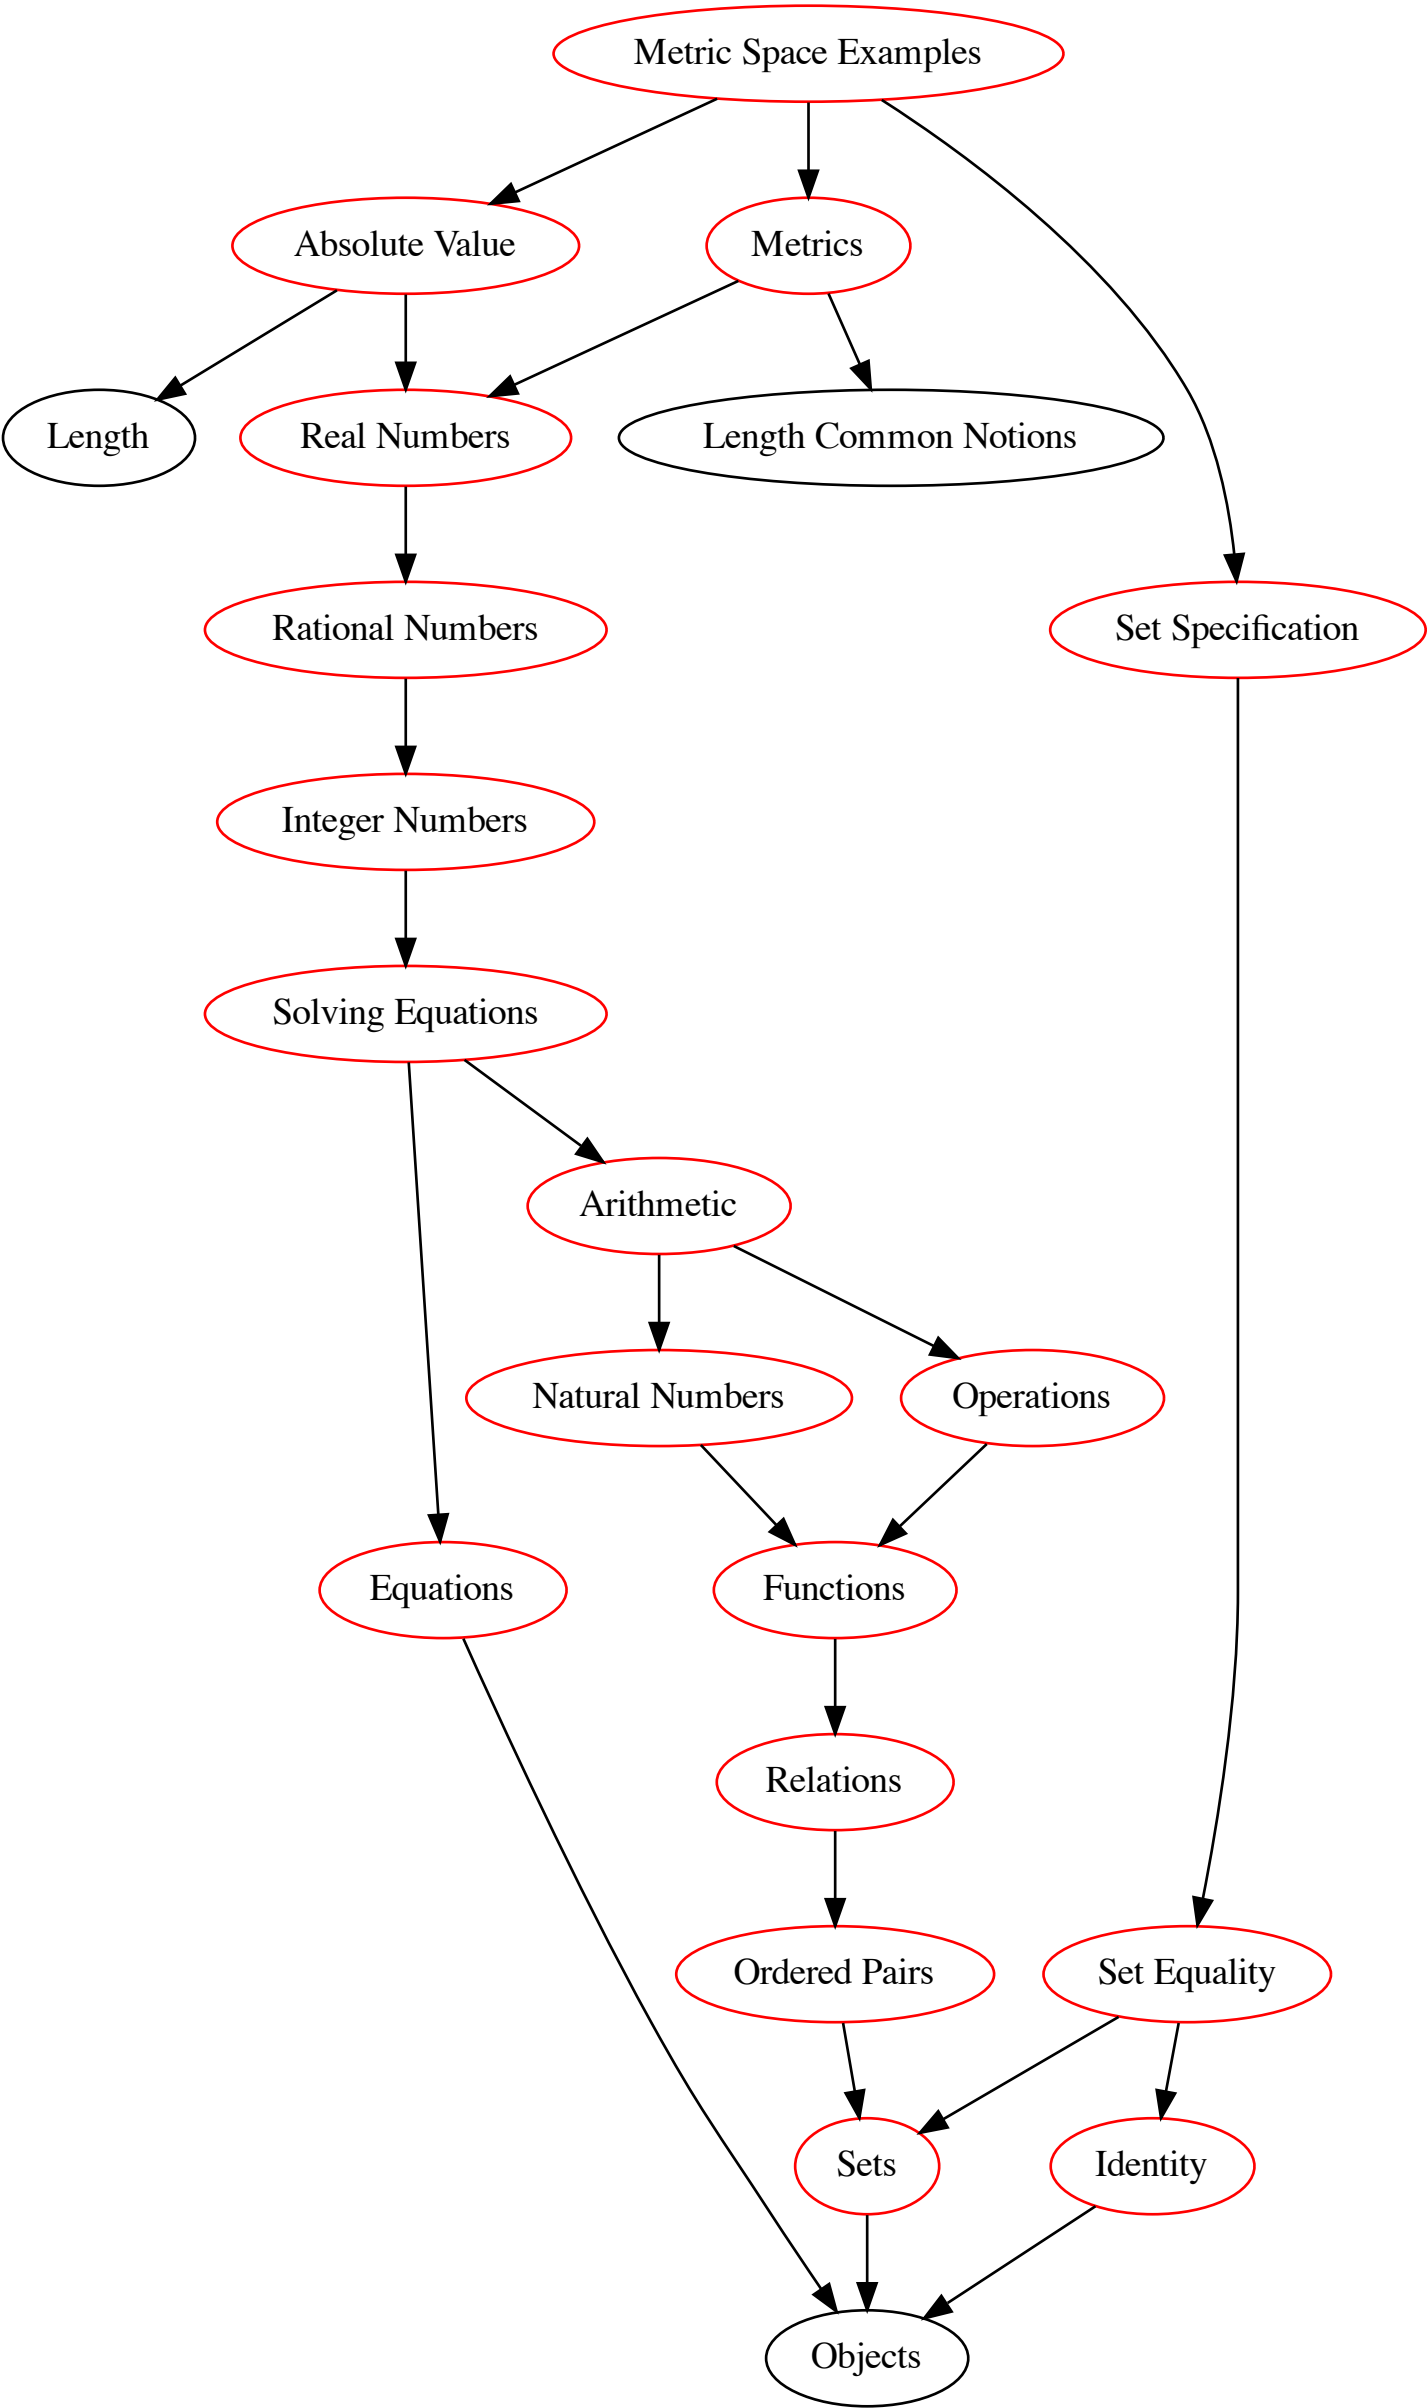 Metric Space Examples
Absolute Value
Metrics
Length
Real Numbers
Length Common Notions
Rational Numbers
Set Specification
Integer Numbers
Solving Equations
Arithmetic
Natural Numbers
Operations
Equations
Functions
Relations
Ordered Pairs
Set Equality
Sets
Identity
Objects